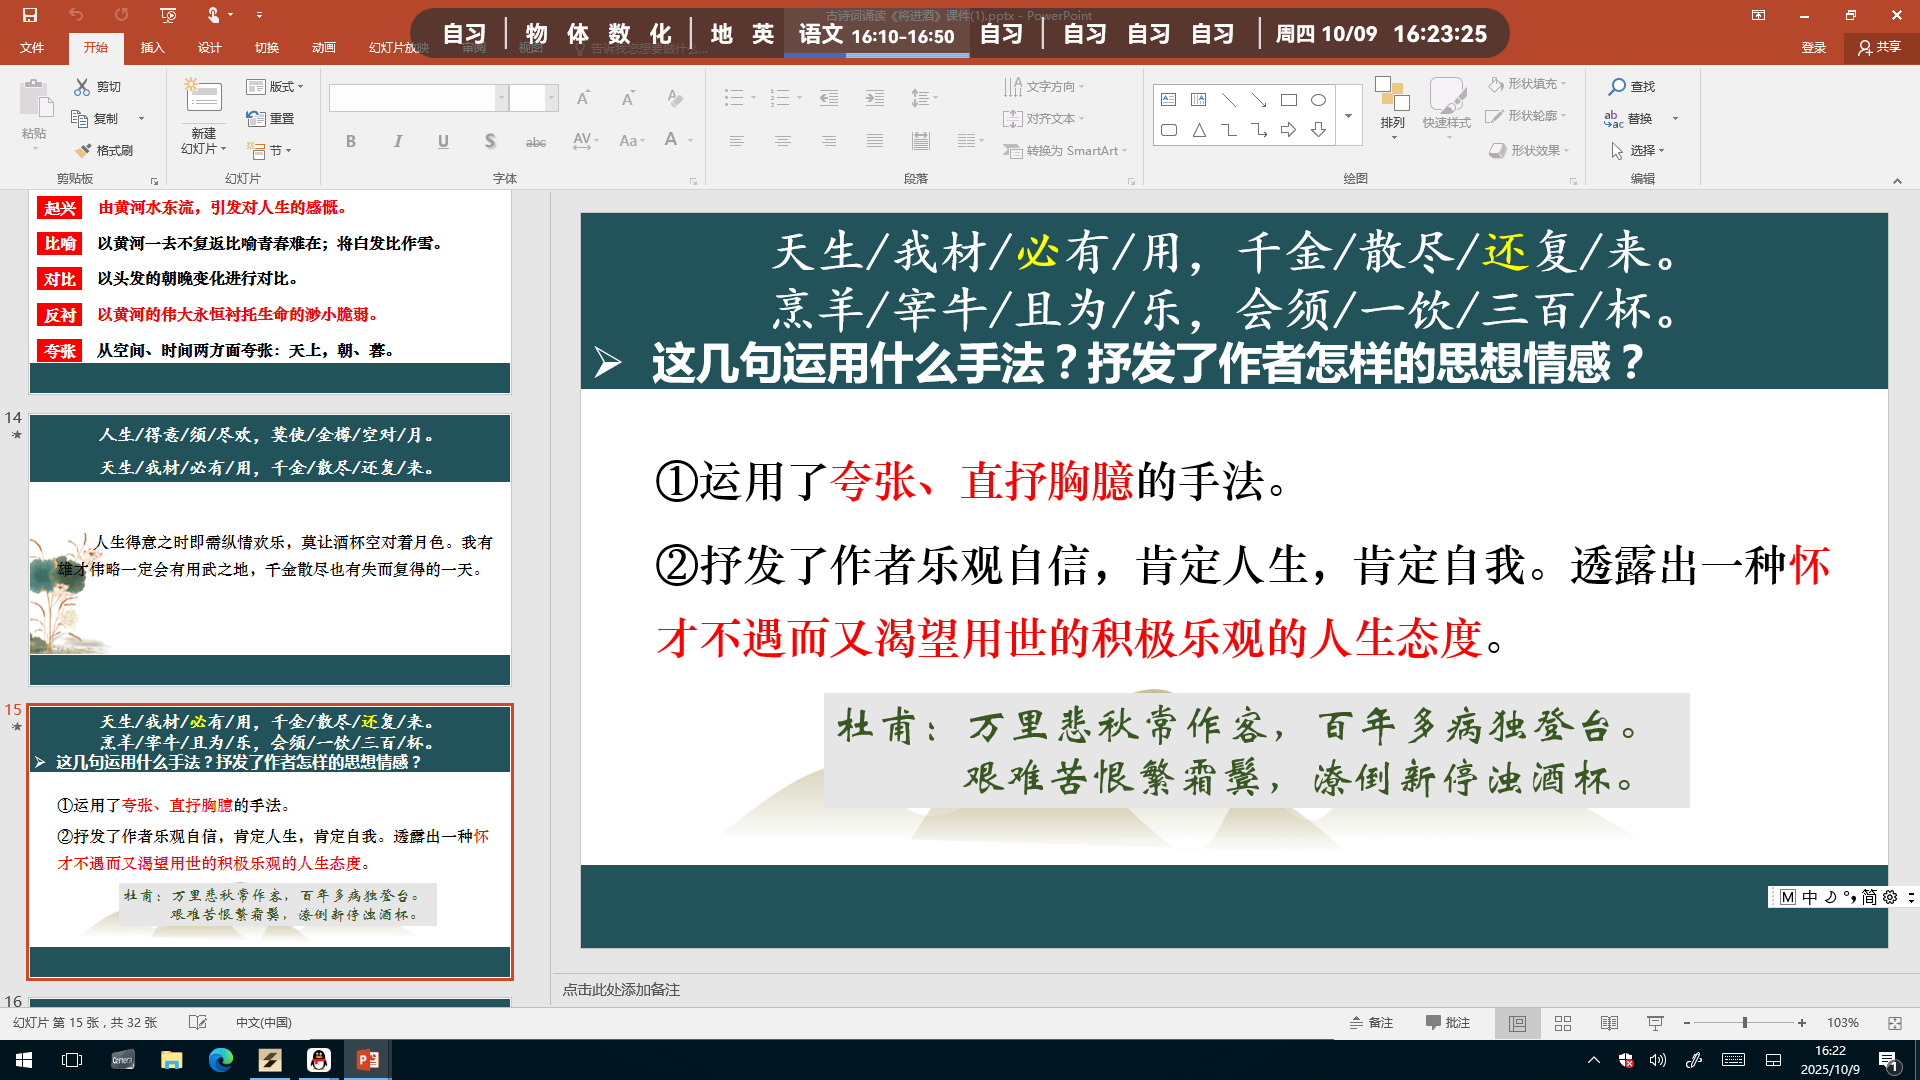 古诗词诵读《将进酒》课件(1).pptx - PowerPoint
自习 物 体 数 化 地 英 语文 16:10-16:50 自习 自习 自习 自习 周四 10/09 16:23:25
文件 开始 插入 设计 切换 动画 幻灯片放映 审阅 视图 告诉我您想要做什么... 登录 共享
粘贴
剪切
复制
格式刷
剪贴板
新建
幻灯片
版式
重置
节
幻灯片
B I U S abc AV Aa A
字体
文字方向
对齐文本
转换为 SmartArt
段落
排列
快速样式
形状填充
形状轮廓
形状效果
绘图
查找
替换
选择
编辑
起兴 由黄河水东流，引发对人生的感慨。
比喻 以黄河一去不复返比喻青春难在；将白发比作雪。
对比 以头发的朝晚变化进行对比。
反衬 以黄河的伟大永恒衬托生命的渺小脆弱。
夸张 从空间、时间两方面夸张：天上，朝、暮。
14
人生/得意/须/尽欢，莫使/金樽/空对/月。
天生/我材/必有/用，千金/散尽/还复/来。
人生得意之时即需纵情欢乐，莫让酒杯空对着月色。我有
雄才伟略一定会有用武之地，千金散尽也有失而复得的一天。
15
天生/我材/必有/用，千金/散尽/还复/来。
烹羊/宰牛/且为/乐，会须/一饮/三百/杯。
➢ 这几句运用什么手法？抒发了作者怎样的思想情感？
①运用了夸张、直抒胸臆的手法。
②抒发了作者乐观自信，肯定人生，肯定自我。透露出一种怀
才不遇而又渴望用世的积极乐观的人生态度。
杜甫：万里悲秋常作客，百年多病独登台。
艰难苦恨繁霜鬓，潦倒新停浊酒杯。
16
天生/我材/必有/用，千金/散尽/还复/来。
烹羊/宰牛/且为/乐，会须/一饮/三百/杯。
➢ 这几句运用什么手法？抒发了作者怎样的思想情感？
①运用了夸张、直抒胸臆的手法。
②抒发了作者乐观自信，肯定人生，肯定自我。透露出一种怀
才不遇而又渴望用世的积极乐观的人生态度。
杜甫：万里悲秋常作客，百年多病独登台。
艰难苦恨繁霜鬓，潦倒新停浊酒杯。
M 中 简
点击此处添加备注
幻灯片 第 15 张，共 32 张 中文(中国) 备注 批注 103%
16:22
2025/10/9
1